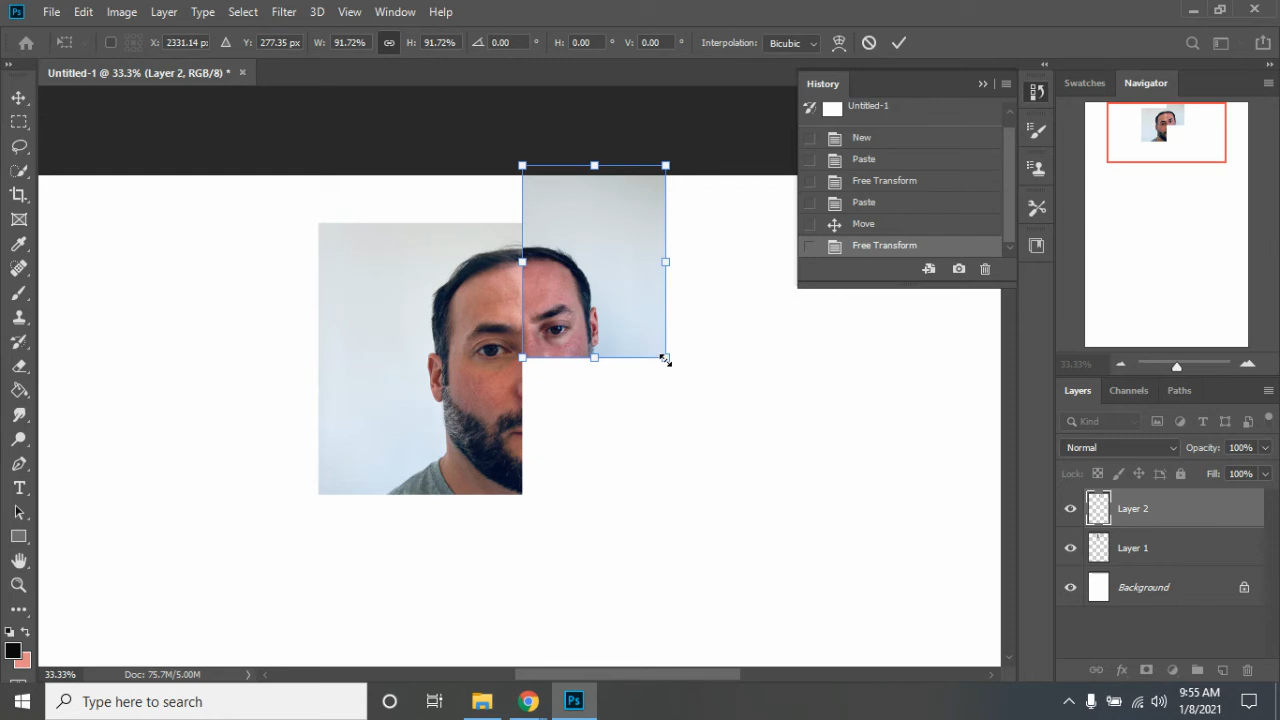 Ps File Edit Image Layer Type Select Filter 3D View Window Help
X: 2331.14 px Y: 277.35 px W: 91.72% H: 91.72% 0.00 ° H: 0.00 ° V: 0.00 ° Interpolation: Bicubic
Untitled-1 @ 33.3% (Layer 2, RGB/8) *
History
Untitled-1
New
Paste
Free Transform
Paste
Move
Free Transform
Swatches Navigator
33.33%
Layers Channels Paths
Kind
Normal Opacity: 100%
Lock: Fill: 100%
Layer 2
Layer 1
Background
33.33% Doc: 75.7M/5.00M
Type here to search
Ps
9:55 AM
1/8/2021